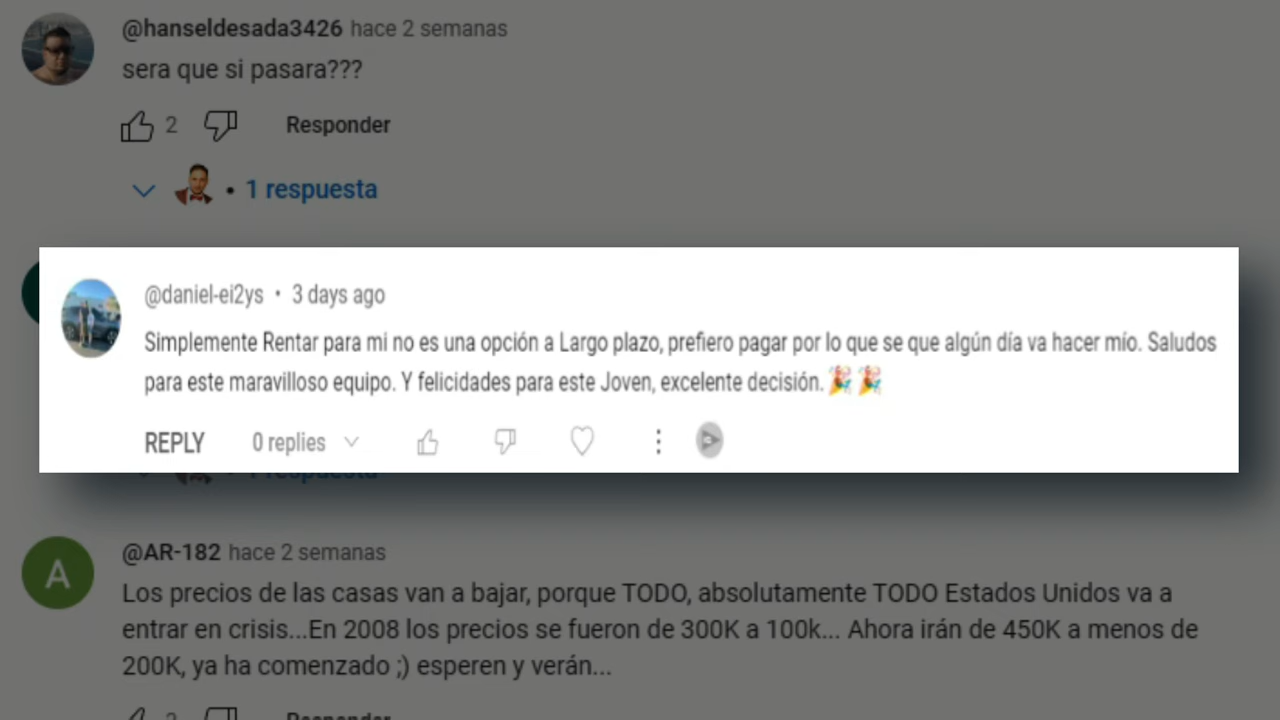 @hanseldesada3426 hace 2 semanas
sera que si pasara???
2 Responder
• 1 respuesta
@daniel-ei2ys • 3 days ago
Simplemente Rentar para mi no es una opción a Largo plazo, prefiero pagar por lo que se que algún día va hacer mío. Saludos
para este maravilloso equipo. Y felicidades para este Joven, excelente decisión. 🎉 🎉
REPLY 0 replies
A
@AR-182 hace 2 semanas
Los precios de las casas van a bajar, porque TODO, absolutamente TODO Estados Unidos va a
entrar en crisis...En 2008 los precios se fueron de 300K a 100k... Ahora irán de 450K a menos de
200K, ya ha comenzado ;) esperen y verán...